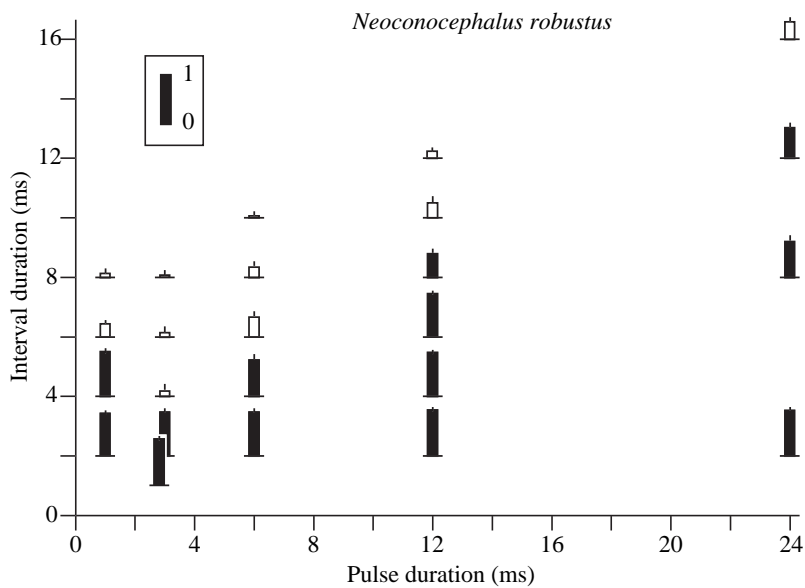 Neoconocephalus robustus
16
12
8
4
0
Interval duration (ms)
1
0
0 4 8 12 16 20 24
Pulse duration (ms)